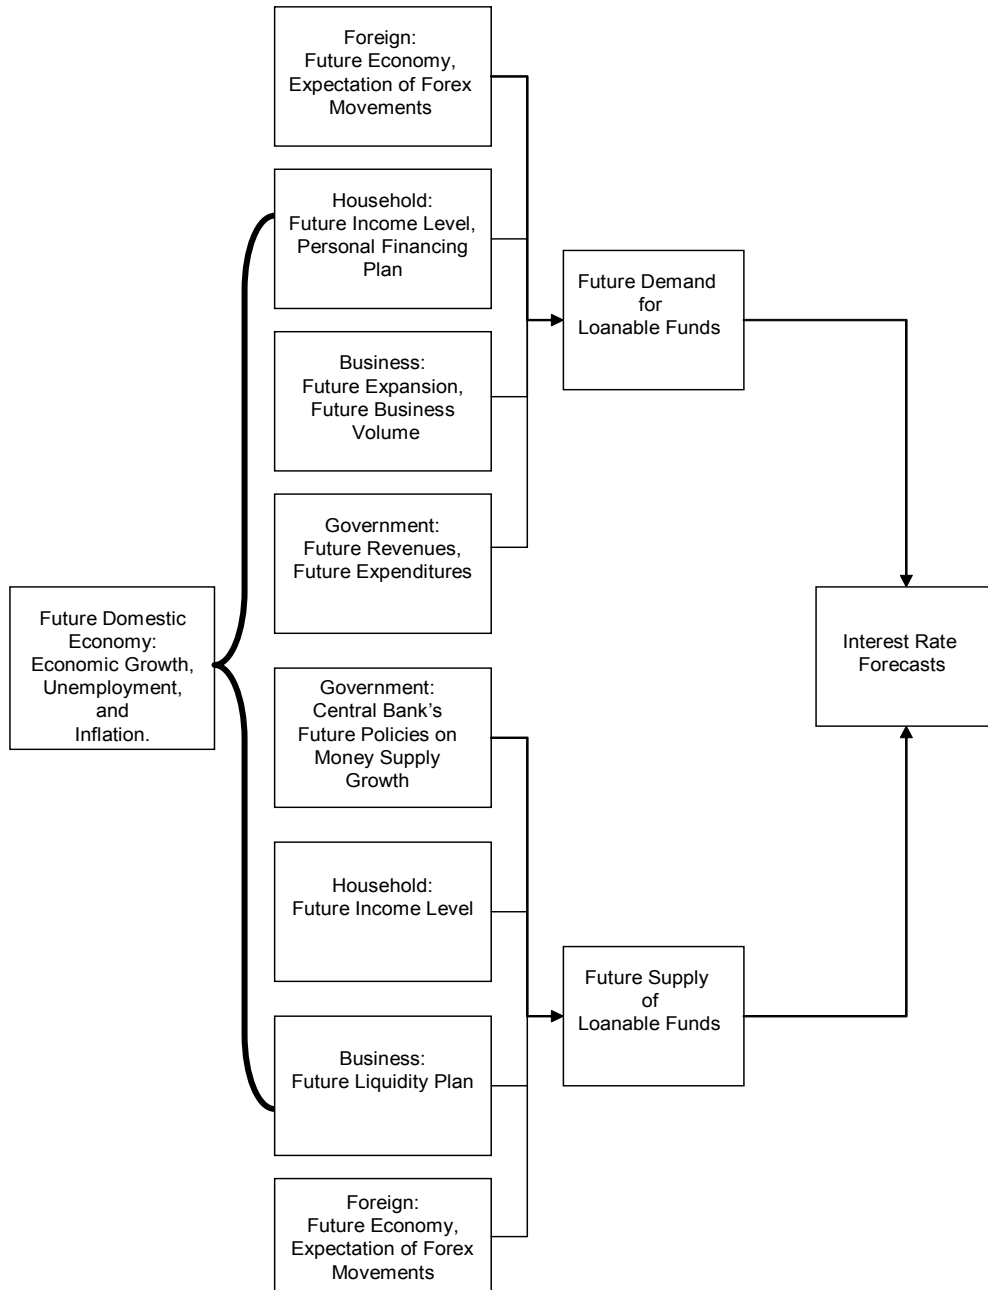 Foreign:
Future Economy,
Expectation of Forex
Movements
Household:
Future Income Level,
Personal Financing
Plan
Business:
Future Expansion,
Future Business
Volume
Government:
Future Revenues,
Future Expenditures
Future Domestic
Economy:
Economic Growth,
Unemployment,
and
Inflation.
Government:
Central Bank’s
Future Policies on
Money Supply
Growth
Household:
Future Income Level
Business:
Future Liquidity Plan
Foreign:
Future Economy,
Expectation of Forex
Movements
Future Demand
for
Loanable Funds
Future Supply
of
Loanable Funds
Interest Rate
Forecasts